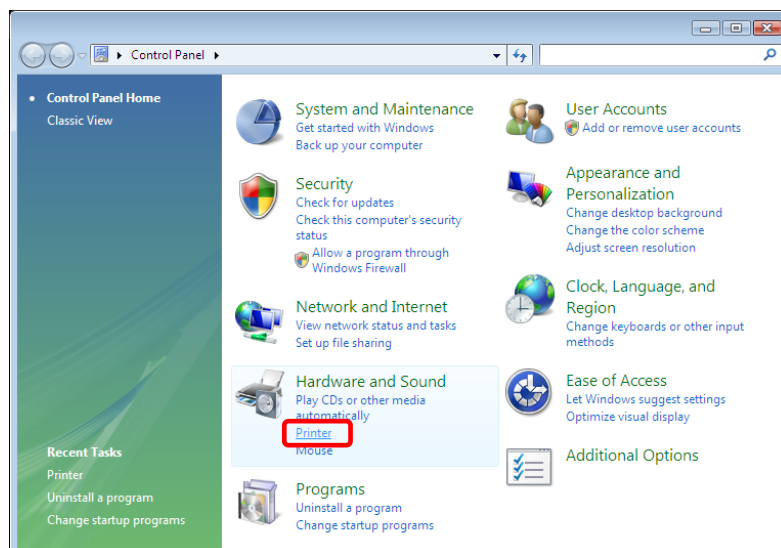 Control Panel
Control Panel Home
Classic View
Recent Tasks
Printer
Uninstall a program
Change startup programs
System and Maintenance
Get started with Windows
Back up your computer
Security
Check for updates
Check this computer's security
status
Allow a program through
Windows Firewall
Network and Internet
View network status and tasks
Set up file sharing
Hardware and Sound
Play CDs or other media
automatically
Printer
Mouse
Programs
Uninstall a program
Change startup programs
User Accounts
Add or remove user accounts
Appearance and
Personalization
Change desktop background
Change the color scheme
Adjust screen resolution
Clock, Language, and
Region
Change keyboards or other input
methods
Ease of Access
Let Windows suggest settings
Optimize visual display
Additional Options